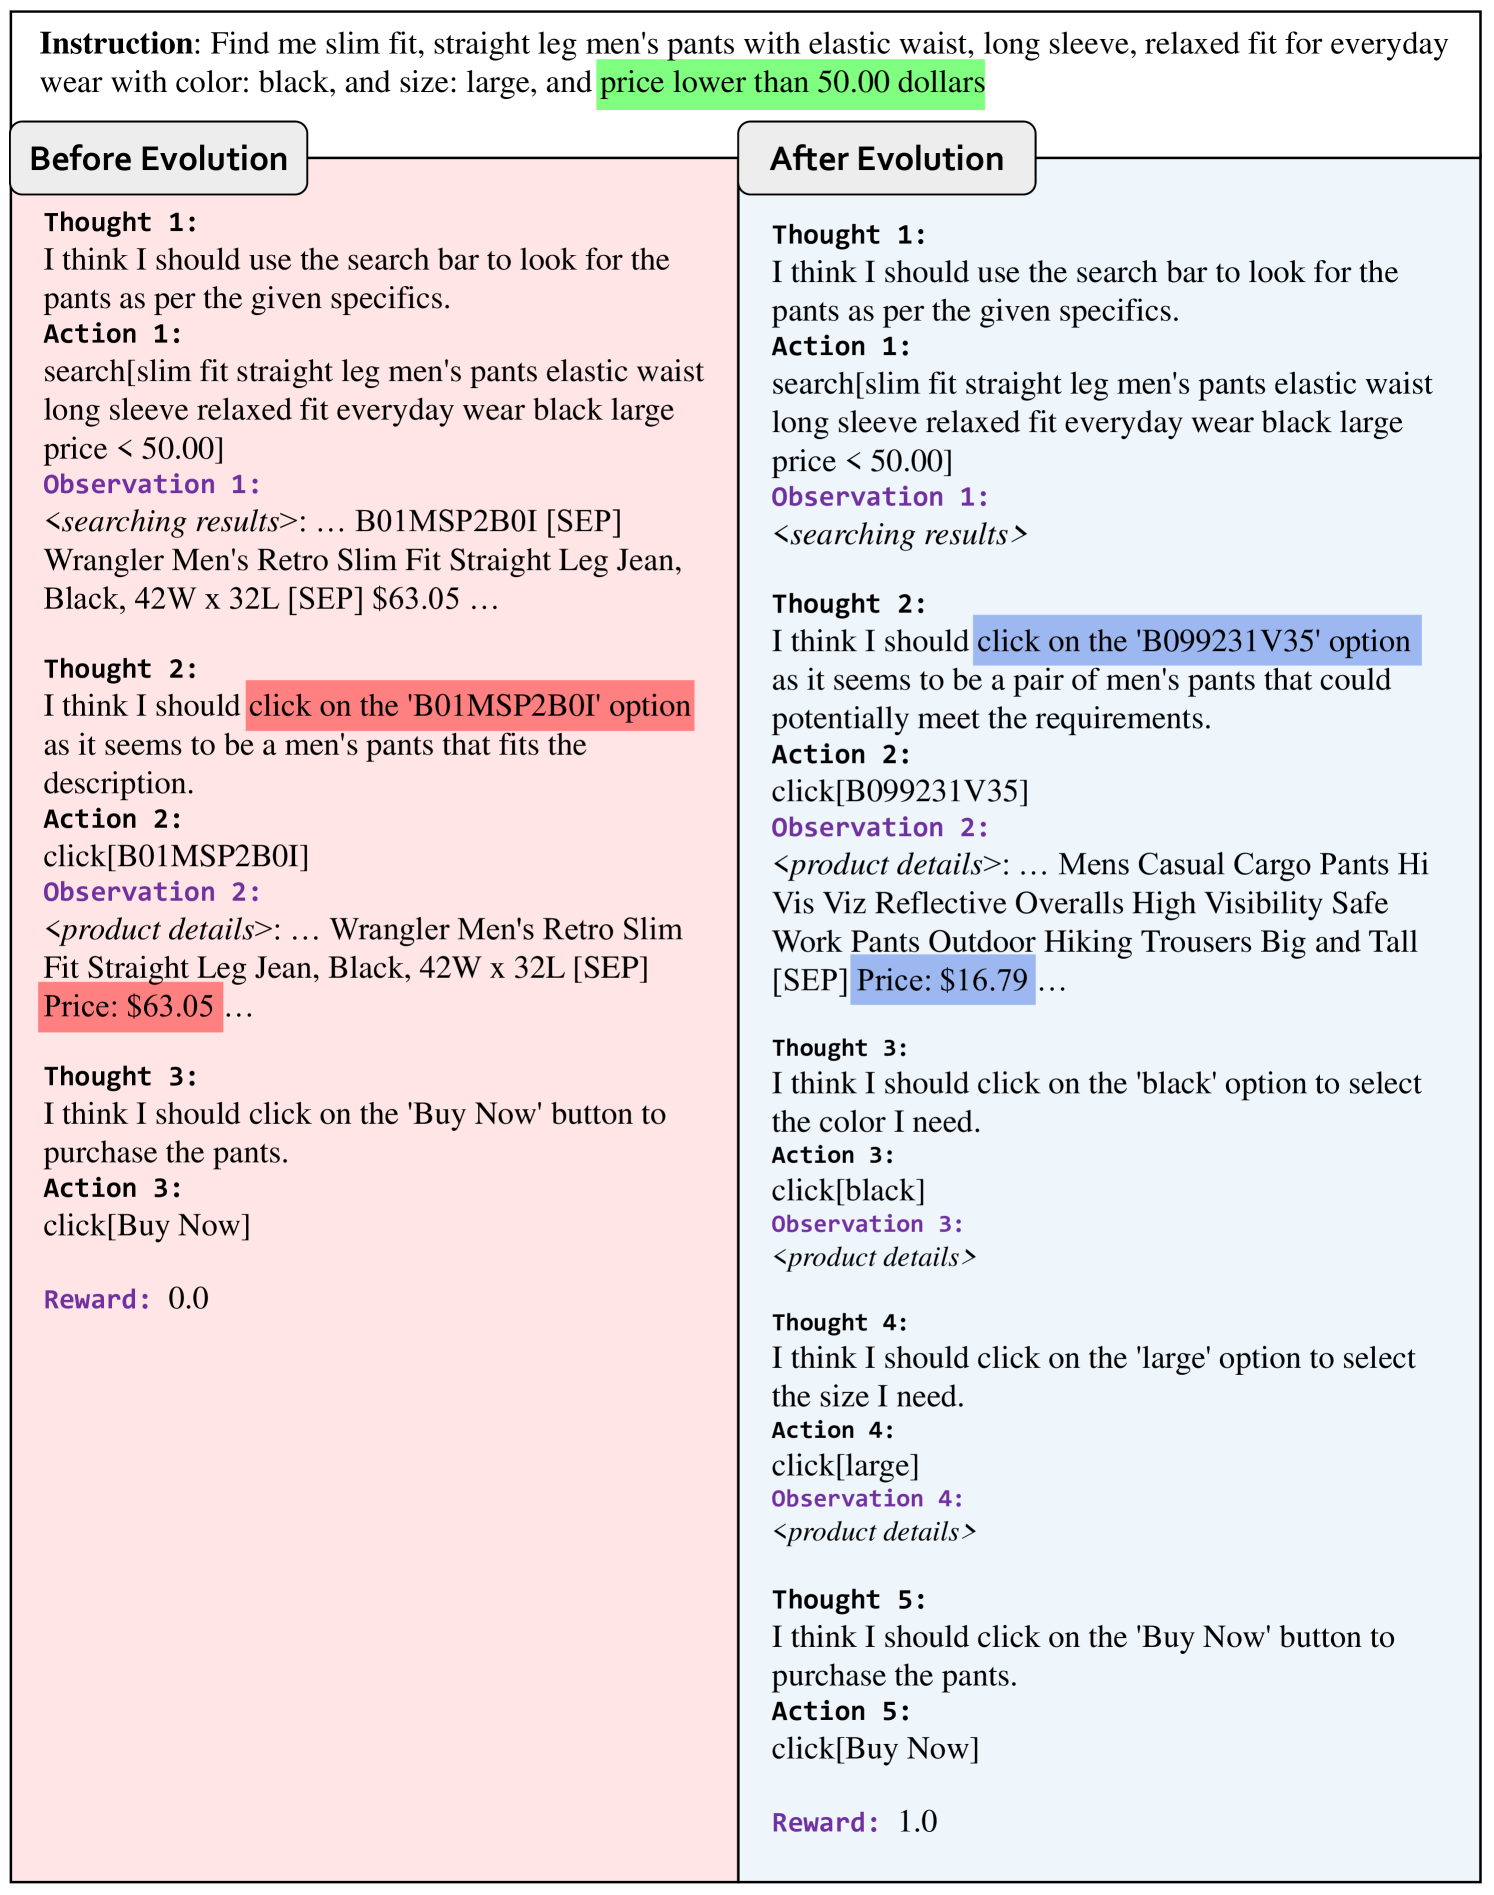 Instruction: Find me slim fit, straight leg men's pants with elastic waist, long sleeve, relaxed fit for everyday
wear with color: black, and size: large, and price lower than 50.00 dollars
Before Evolution
Thought 1:
I think I should use the search bar to look for the
pants as per the given specifics.
Action 1:
search[slim fit straight leg men's pants elastic waist
long sleeve relaxed fit everyday wear black large
price < 50.00]
Observation 1:
<searching results>: … B01MSP2B0I [SEP]
Wrangler Men's Retro Slim Fit Straight Leg Jean,
Black, 42W x 32L [SEP] $63.05 …
Thought 2:
I think I should click on the 'B01MSP2B0I' option
as it seems to be a men's pants that fits the
description.
Action 2:
click[B01MSP2B0I]
Observation 2:
<product details>: … Wrangler Men's Retro Slim
Fit Straight Leg Jean, Black, 42W x 32L [SEP]
Price: $63.05 …
Thought 3:
I think I should click on the 'Buy Now' button to
purchase the pants.
Action 3:
click[Buy Now]
Reward: 0.0
After Evolution
Thought 1:
I think I should use the search bar to look for the
pants as per the given specifics.
Action 1:
search[slim fit straight leg men's pants elastic waist
long sleeve relaxed fit everyday wear black large
price < 50.00]
Observation 1:
<searching results>
Thought 2:
I think I should click on the 'B099231V35' option
as it seems to be a pair of men's pants that could
potentially meet the requirements.
Action 2:
click[B099231V35]
Observation 2:
<product details>: … Mens Casual Cargo Pants Hi
Vis Viz Reflective Overalls High Visibility Safe
Work Pants Outdoor Hiking Trousers Big and Tall
[SEP] Price: $16.79 …
Thought 3:
I think I should click on the 'black' option to select
the color I need.
Action 3:
click[black]
Observation 3:
<product details>
Thought 4:
I think I should click on the 'large' option to select
the size I need.
Action 4:
click[large]
Observation 4:
<product details>
Thought 5:
I think I should click on the 'Buy Now' button to
purchase the pants.
Action 5:
click[Buy Now]
Reward: 1.0